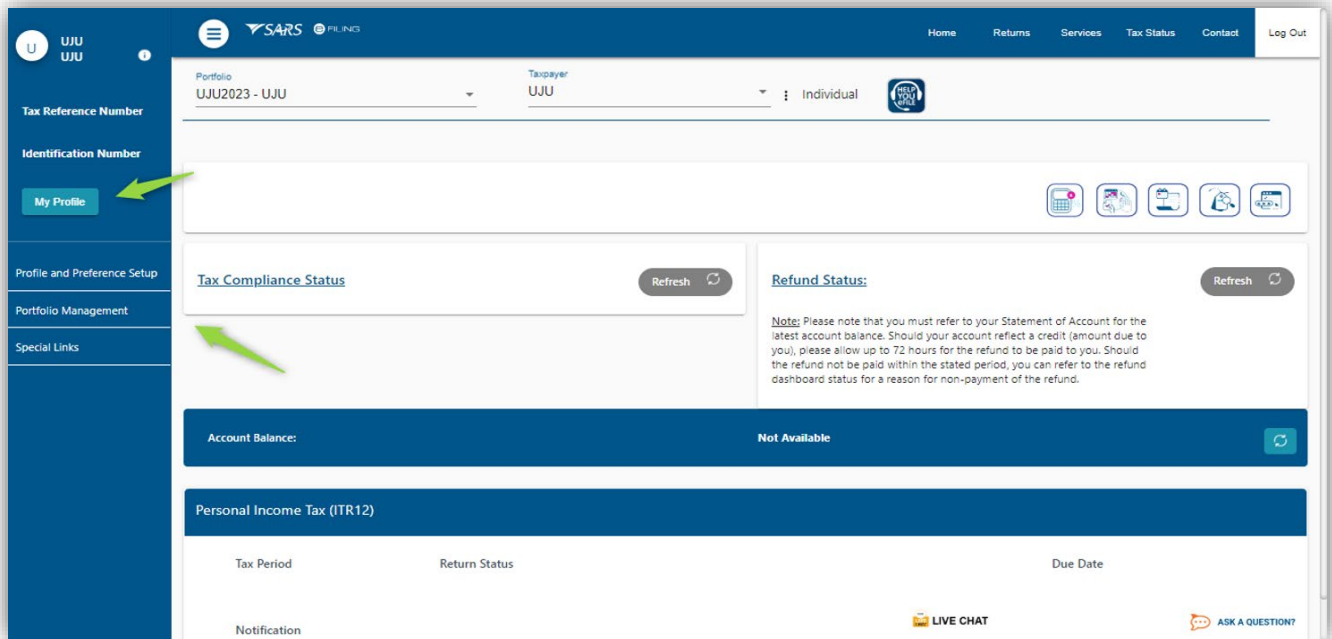 U
UJU
UJU
Tax Reference Number
Identification Number
My Profile
Profile and Preference Setup
Portfolio Management
Special Links
SARS eFILING
Home Returns Services Tax Status Contact Log Out
Portfolio
UJU2023 - UJU
Taxpayer
UJU
Individual
HELP YOU eFILE
Tax Compliance Status
Refresh
Refund Status:
Refresh
Note: Please note that you must refer to your Statement of Account for the
latest account balance. Should your account reflect a credit (amount due to
you), please allow up to 72 hours for the refund to be paid to you. Should
the refund not be paid within the stated period, you can refer to the refund
dashboard status for a reason for non-payment of the refund.
Account Balance: Not Available
Personal Income Tax (ITR12)
Tax Period Return Status Due Date
Notification
LIVE CHAT
ASK A QUESTION?